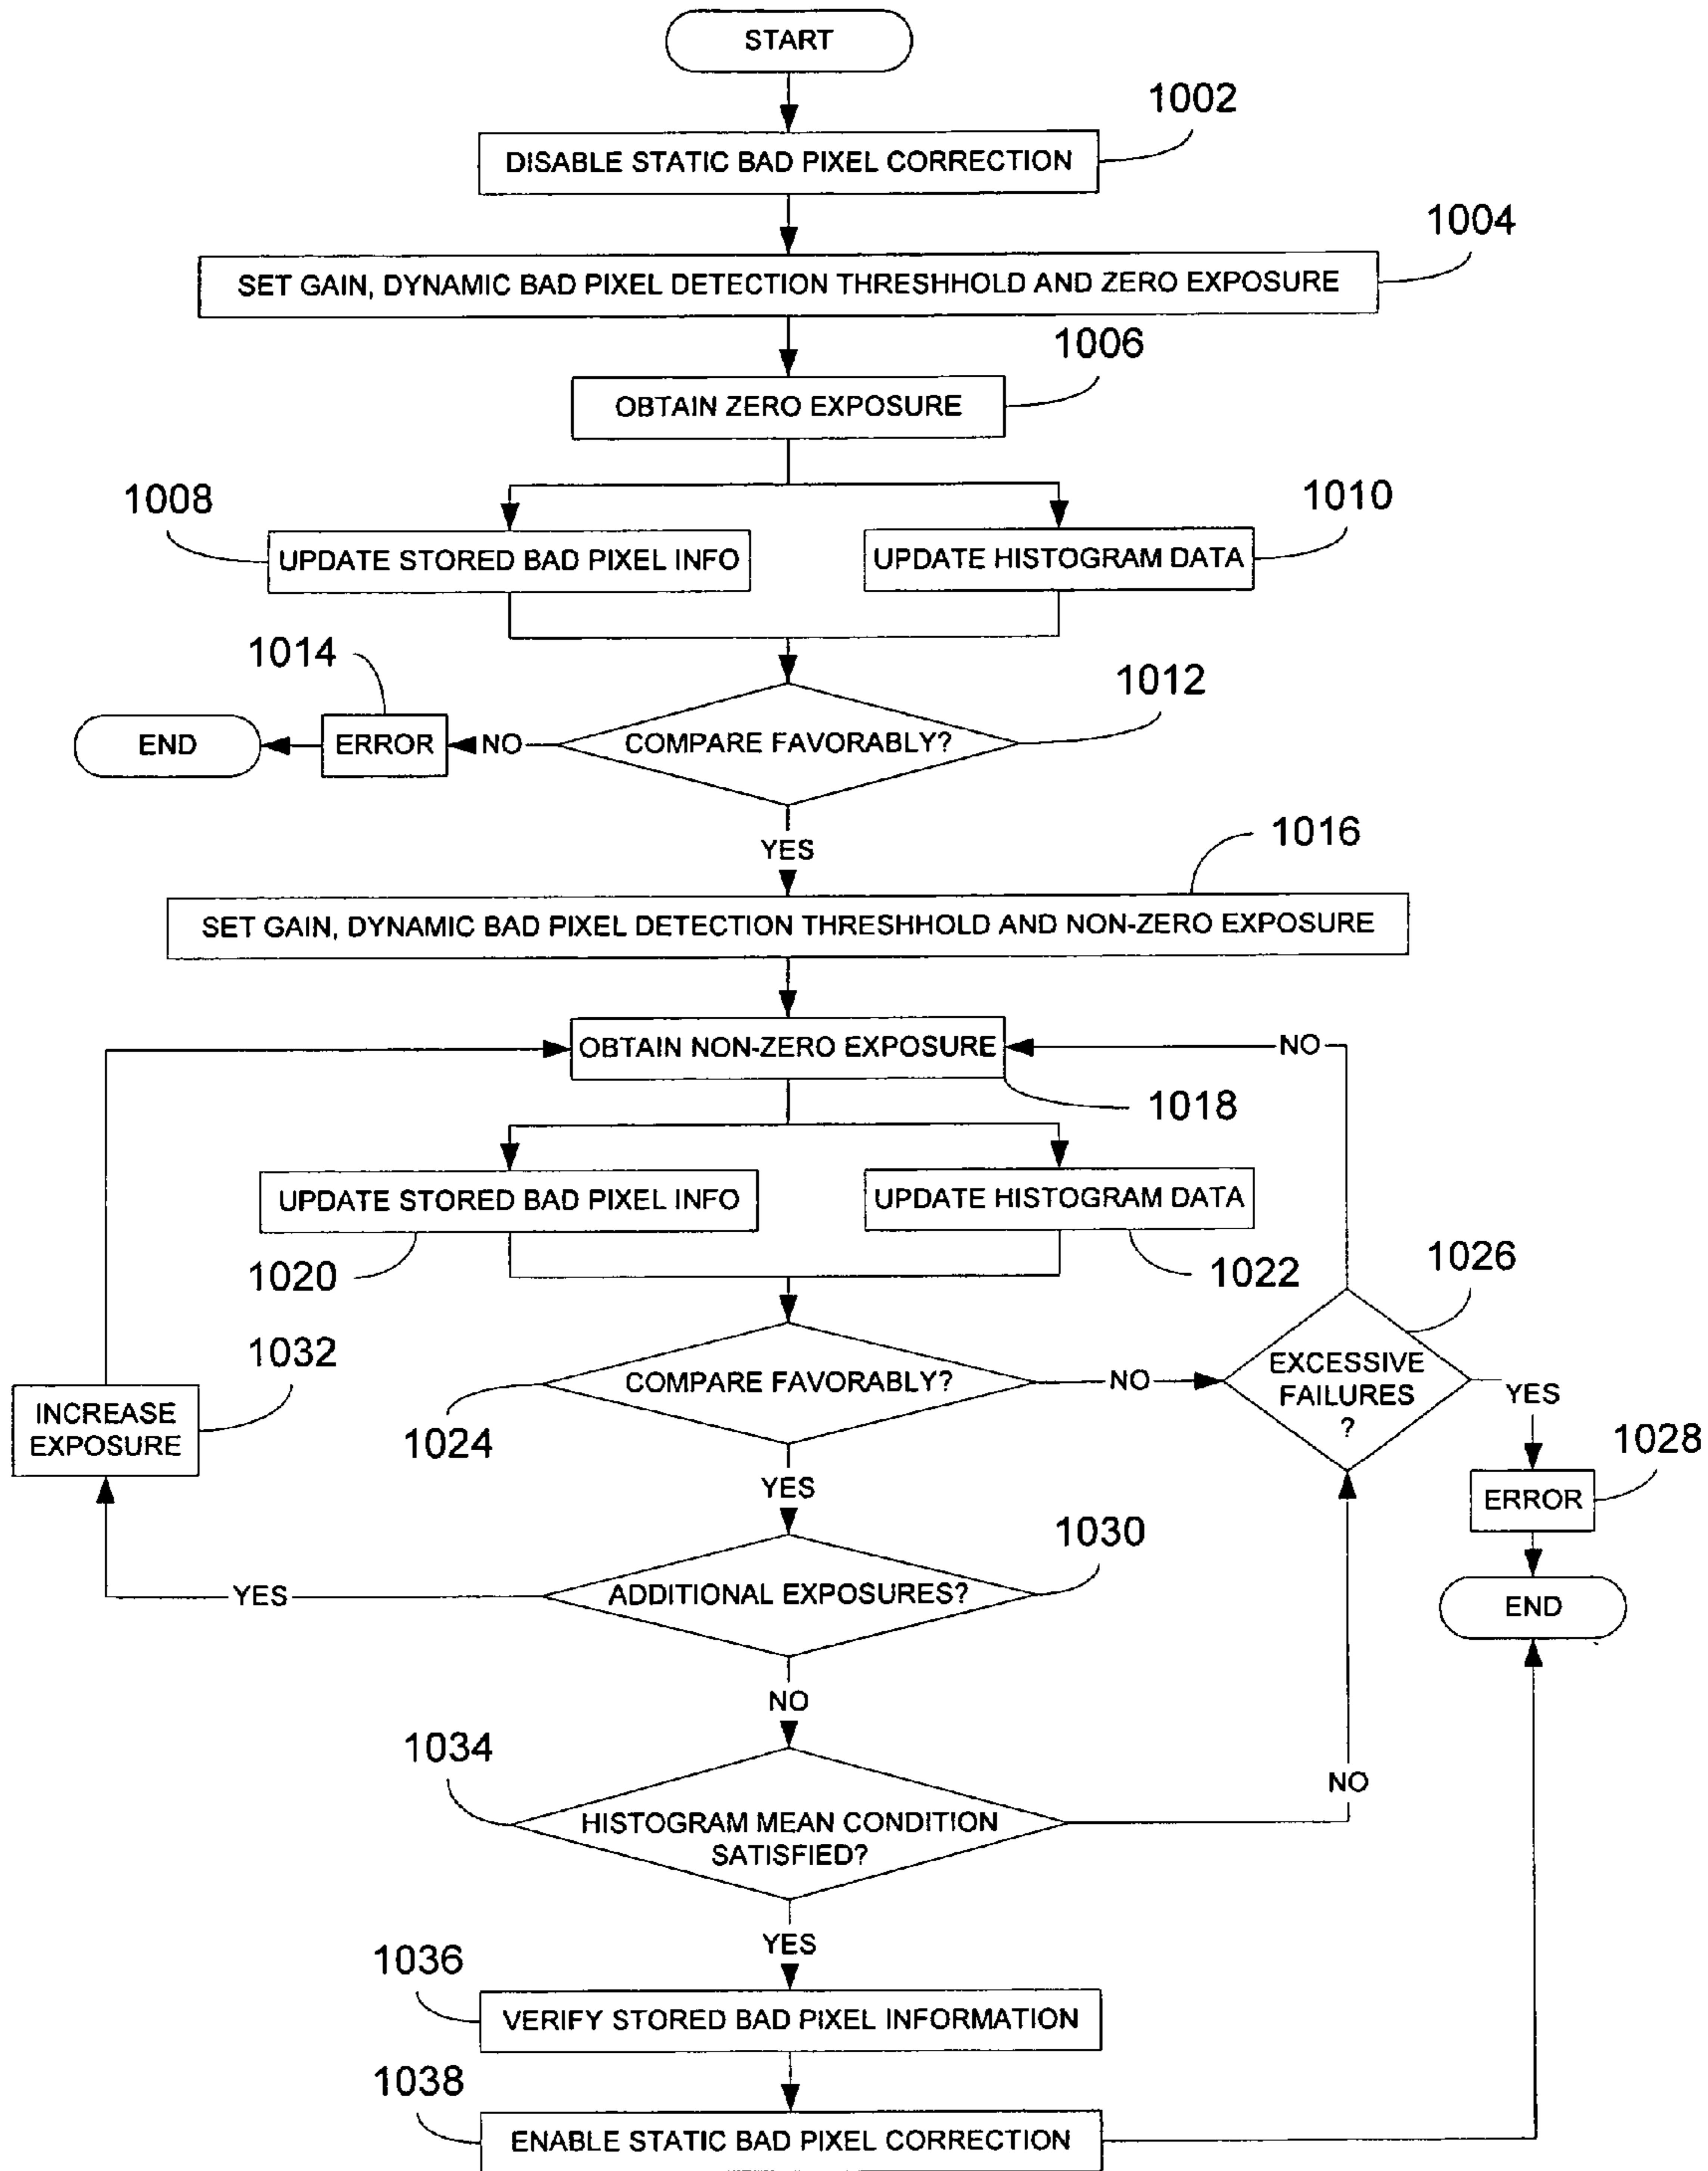 START
1002
DISABLE STATIC BAD PIXEL CORRECTION
1004
SET GAIN, DYNAMIC BAD PIXEL DETECTION THRESHHOLD AND ZERO EXPOSURE
1006
OBTAIN ZERO EXPOSURE
1008
1010
UPDATE STORED BAD PIXEL INFO
UPDATE HISTOGRAM DATA
1014
1012
END
ERROR
NO
COMPARE FAVORABLY?
YES
1016
SET GAIN, DYNAMIC BAD PIXEL DETECTION THRESHHOLD AND NON-ZERO EXPOSURE
OBTAIN NON-ZERO EXPOSURE
NO
1018
UPDATE STORED BAD PIXEL INFO
UPDATE HISTOGRAM DATA
1020
1022
1026
1032
COMPARE FAVORABLY?
NO
EXCESSIVE
FAILURES
?
YES
INCREASE
EXPOSURE
1024
1028
YES
ERROR
1030
YES
ADDITIONAL EXPOSURES?
END
NO
1034
NO
HISTOGRAM MEAN CONDITION
SATISFIED?
YES
1036
VERIFY STORED BAD PIXEL INFORMATION
1038
ENABLE STATIC BAD PIXEL CORRECTION